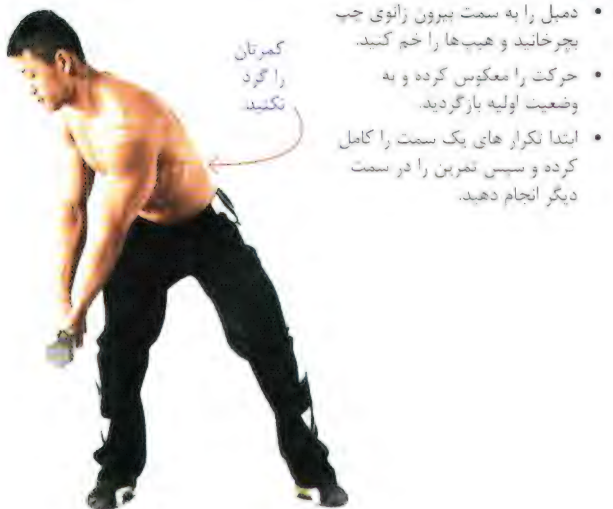 • دمبل را به سمت بیرون زانوی چپ
بچرخانید و هیپ‌ها را خم کنید.
• حرکت را معکوس کرده و به
وضعیت اولیه بازگردید.
• ابتدا تکرار های یک سمت را کامل
کرده و سپس تمرین را در سمت
دیگر انجام دهید.
کمرتان
را گرد
نکنید.